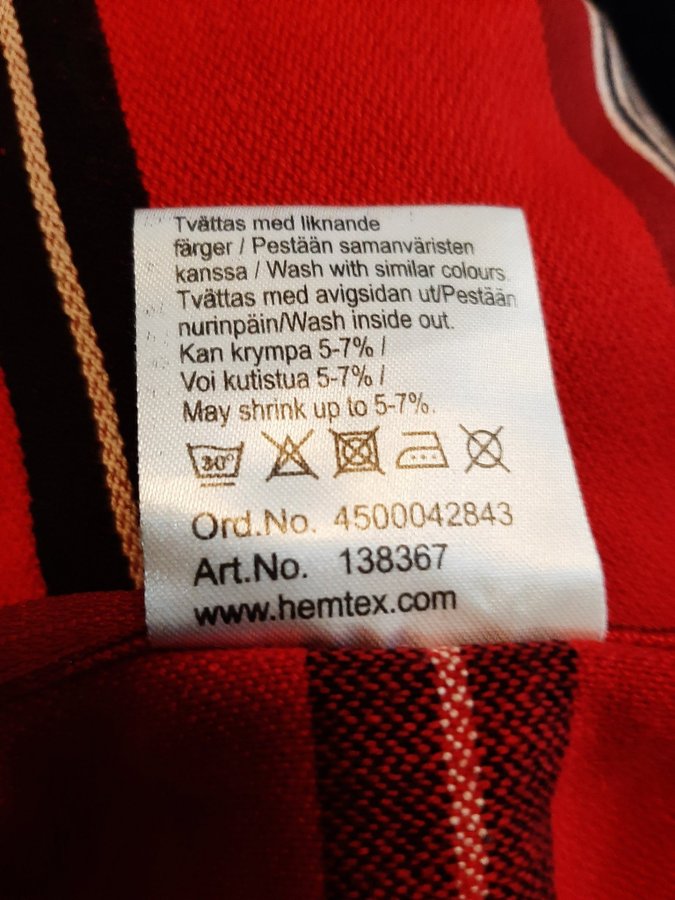 Tvättas med liknande
färger / Pestään samanväristen
kanssa / Wash with similar colours.
Tvättas med avigsidan ut/Pestään
nurinpäin/Wash inside out.
Kan krympa 5-7% /
Voi kutistua 5-7% /
May shrink up to 5-7%.
30°
Ord.No. 4500042843
Art.No. 138367
www.hemtex.com